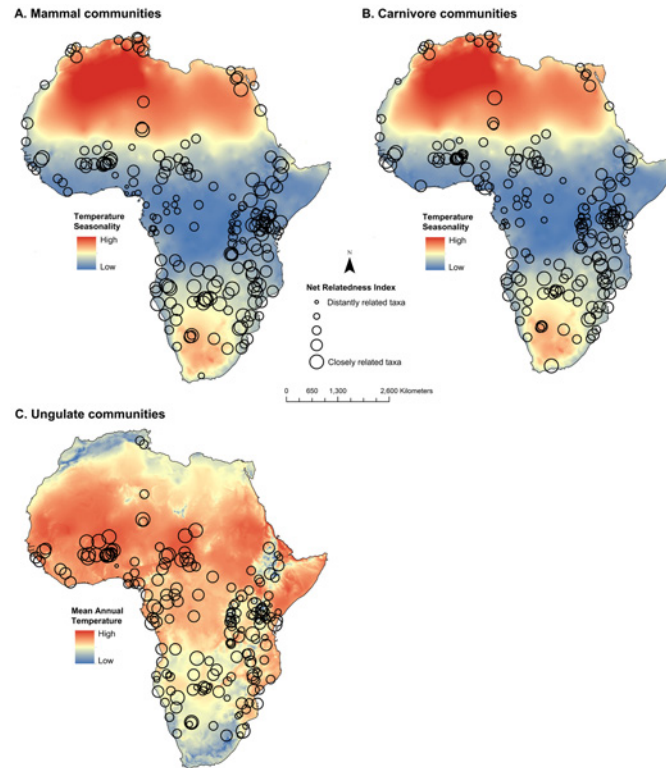 A. Mammal communities
B. Carnivore communities
Temperature
Seasonality
High
Low
Temperature
Seasonality
High
Low
N
Net Relatedness Index
Distantly related taxa
Closely related taxa
0 650 1,300 2,600 Kilometers
C. Ungulate communities
Mean Annual
Temperature
High
Low